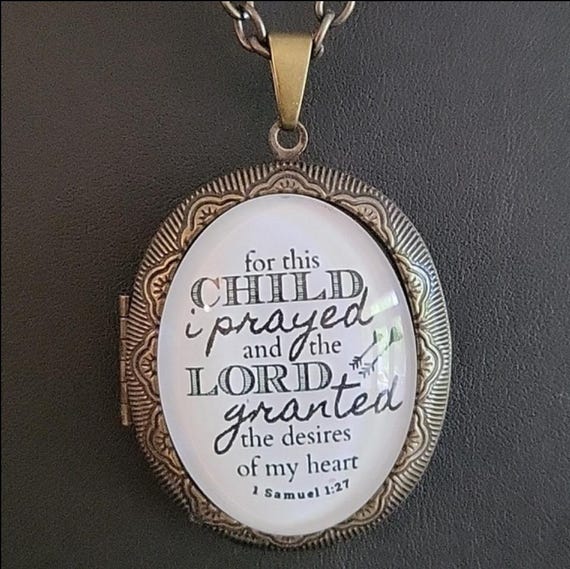 for this
CHILD
i prayed
and the
LORD
granted
the desires
of my heart
1 Samuel 1:27